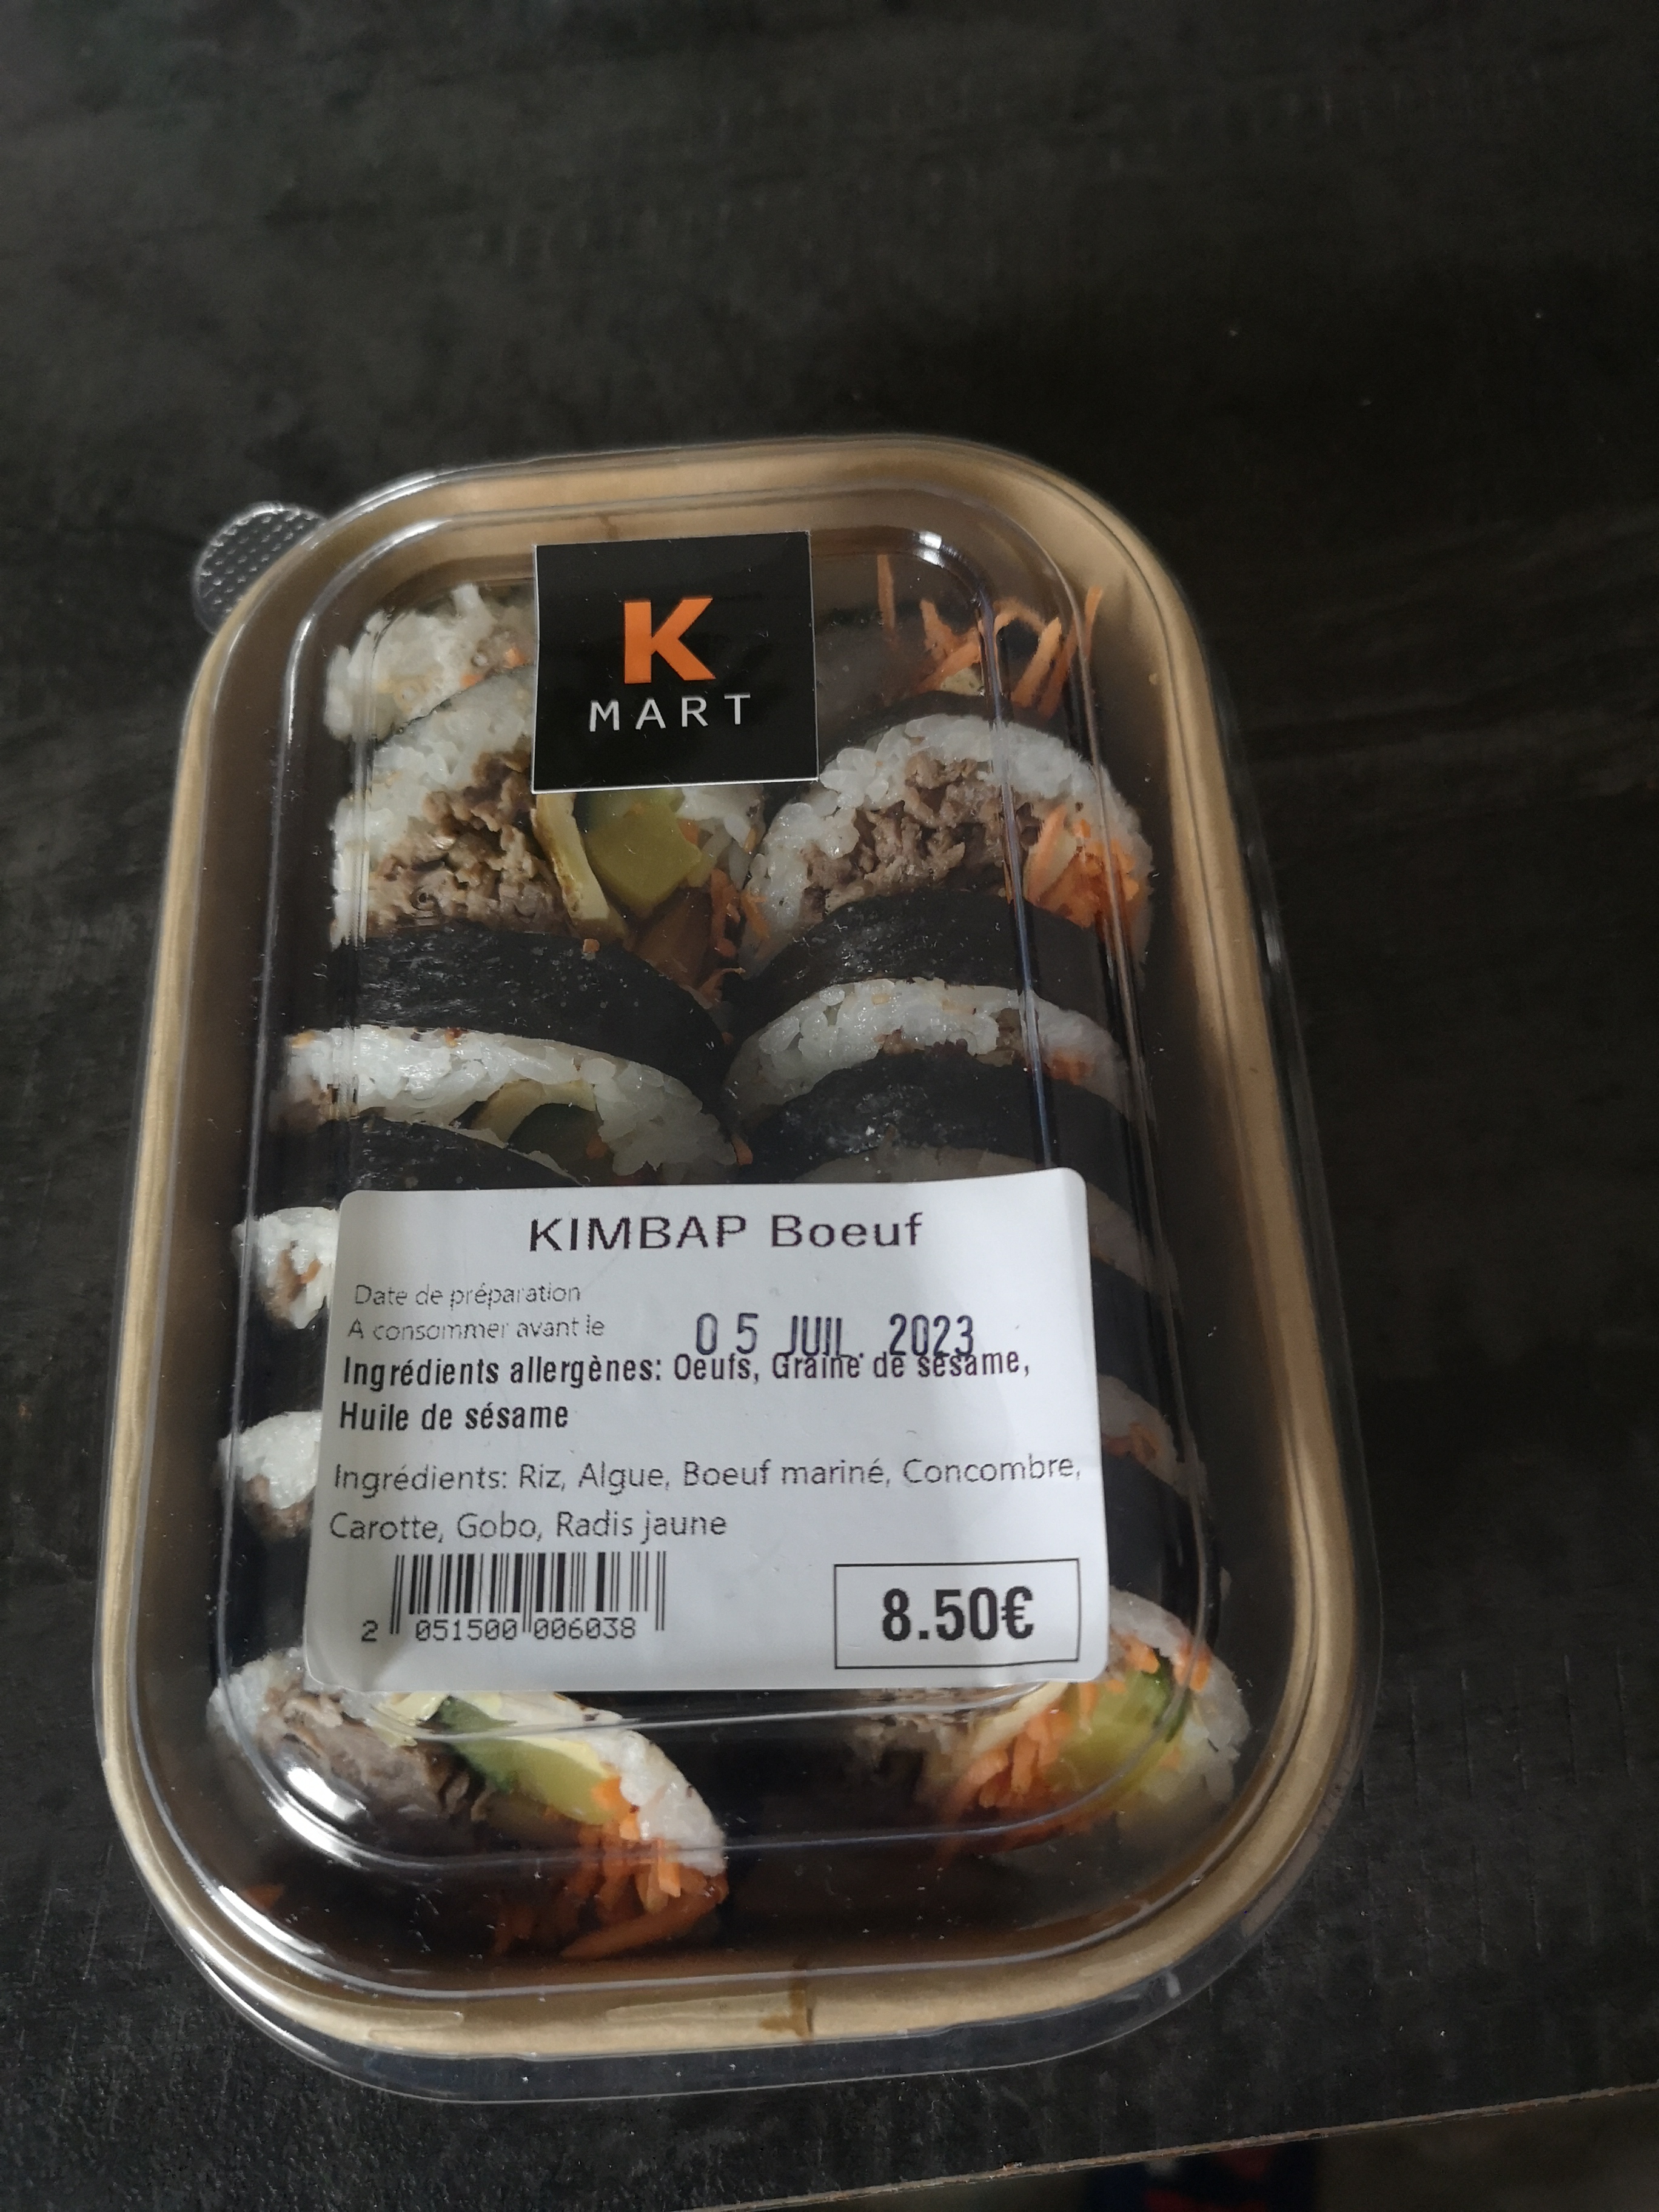 K
MART
KIMBAP Boeuf
Date de préparation
A consommer avant le 05 JUIL. 2023
Ingrédients allergènes: Oeufs, Graine de sésame,
Huile de sésame
Ingrédients: Riz, Algue, Boeuf mariné, Concombre,
Carotte, Gobo, Radis jaune
2 051500 006038
8.50€